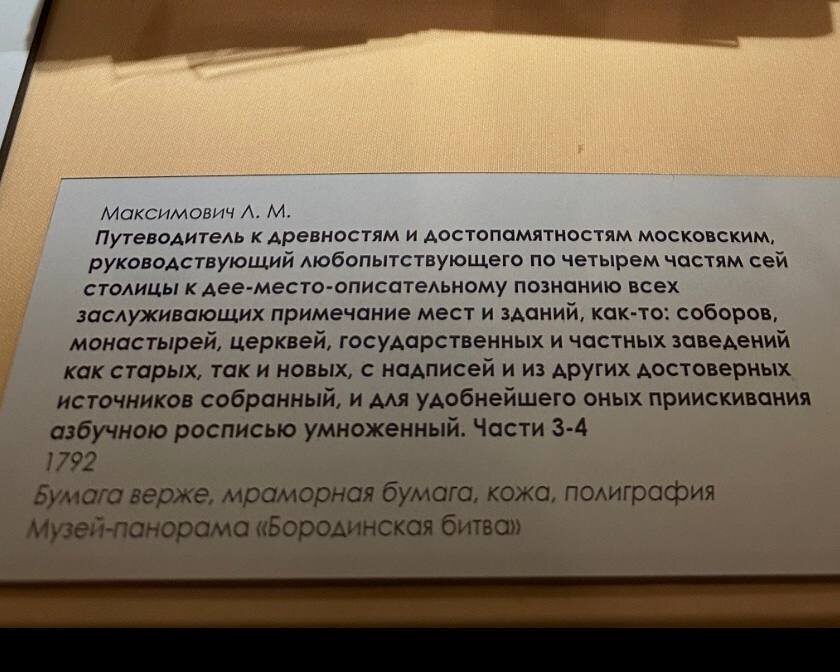 Максимович Л. М.
Путеводитель к древностям и достопамятностям московским,
руководствующий любопытствующего по четырем частям сей
столицы к дее-место-описательному познанию всех
заслуживающих примечание мест и зданий, как-то: соборов,
монастырей, церквей, государственных и частных заведений
как старых, так и новых, с надписей и из других достоверных
источников собранный, и для удобнейшего оных приискивания
азбучною росписью умноженный. Части 3-4
1792
Бумага верже, мраморная бумага, кожа, полиграфия
Музей-панорама «Бородинская битва»